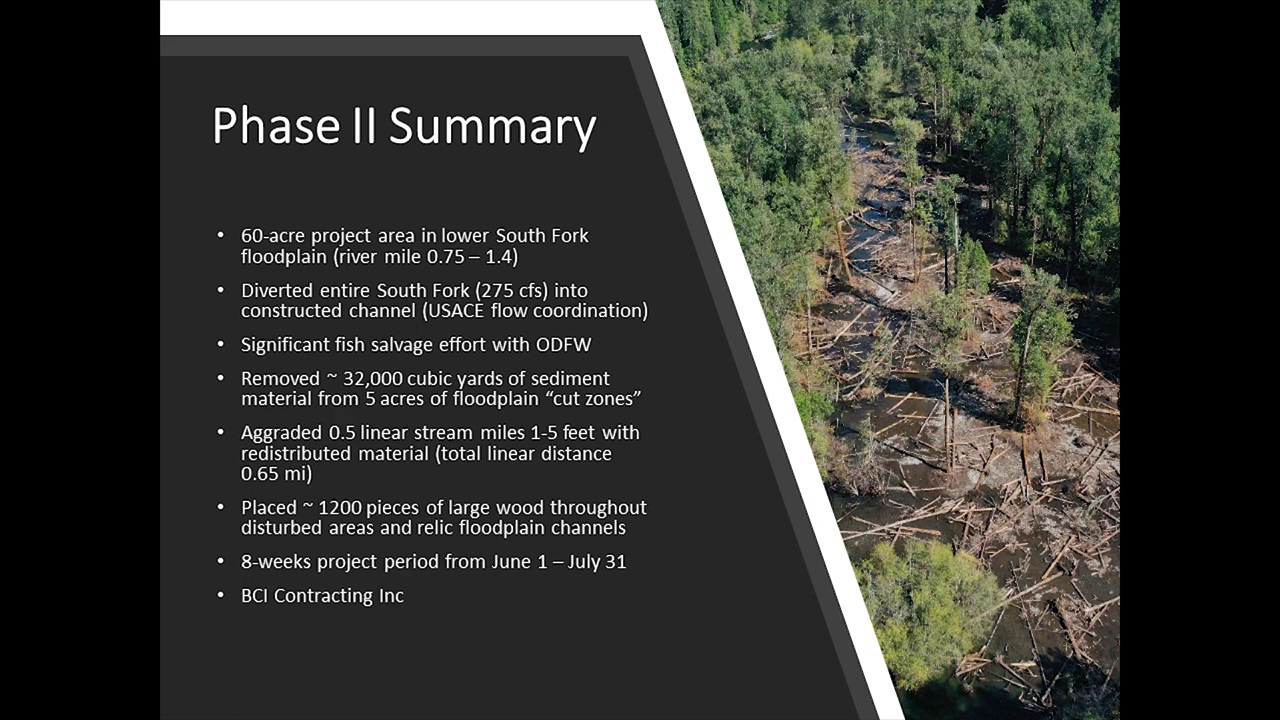 Phase II Summary
• 60-acre project area in lower South Fork
floodplain (river mile 0.75 – 1.4)
• Diverted entire South Fork (275 cfs) into
constructed channel (USACE flow coordination)
• Significant fish salvage effort with ODFW
• Removed ~ 32,000 cubic yards of sediment
material from 5 acres of floodplain “cut zones”
• Aggraded 0.5 linear stream miles 1-5 feet with
redistributed material (total linear distance
0.65 mi)
• Placed ~ 1200 pieces of large wood throughout
disturbed areas and relic floodplain channels
• 8-weeks project period from June 1 – July 31
• BCI Contracting Inc